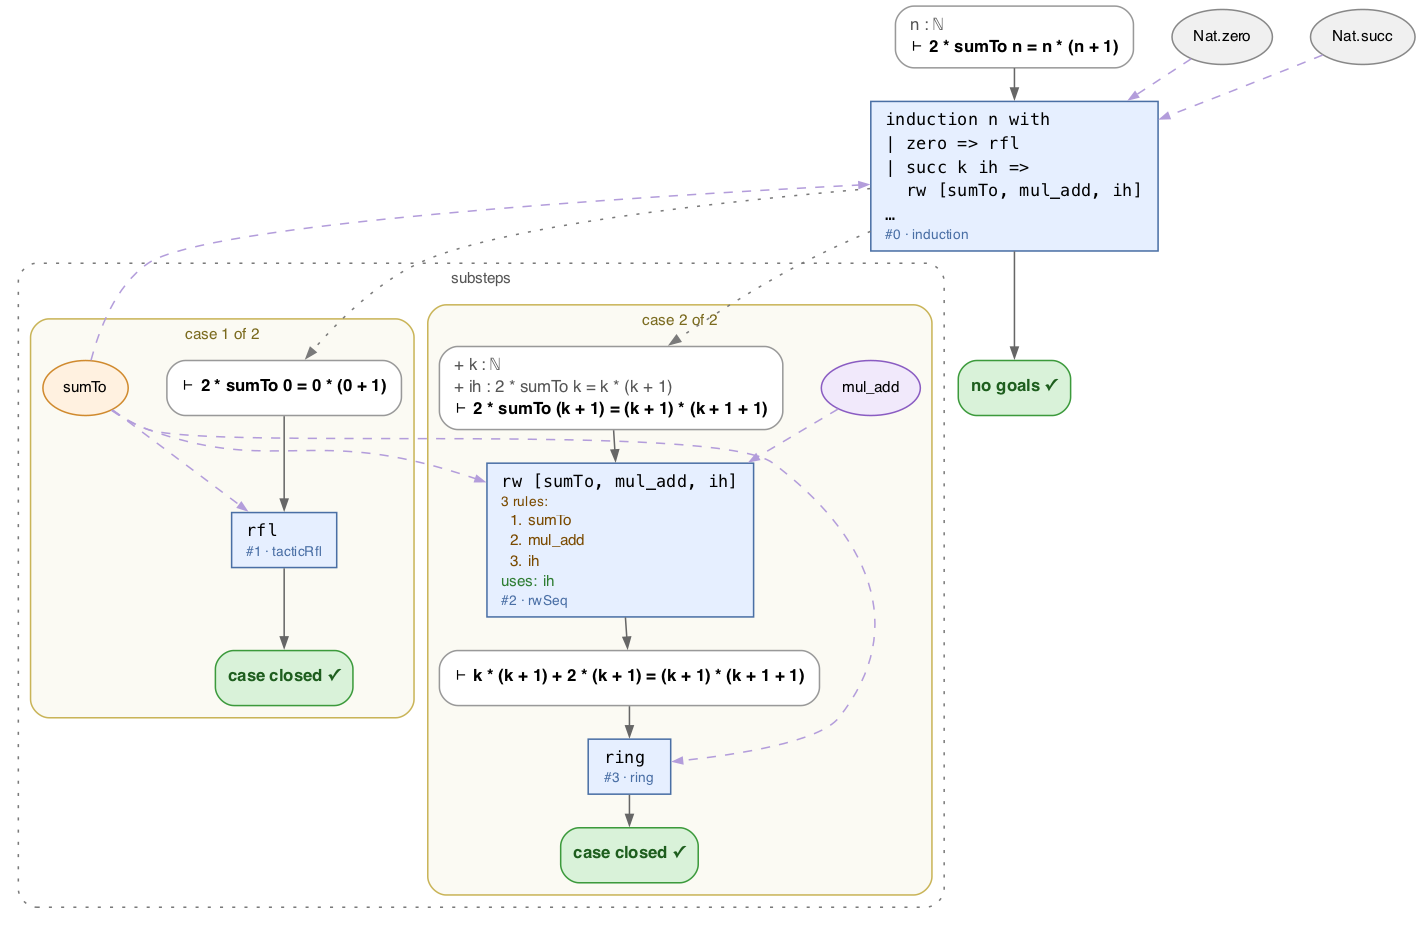 n : ℕ
⊢ 2 * sumTo n = n * (n + 1)
Nat.zero
Nat.succ
induction n with
| zero => rfl
| succ k ih =>
  rw [sumTo, mul_add, ih]
…
#0 · induction
substeps
case 1 of 2
sumTo
⊢ 2 * sumTo 0 = 0 * (0 + 1)
rfl
#1 · tacticRfl
case closed ✓
case 2 of 2
+ k : ℕ
+ ih : 2 * sumTo k = k * (k + 1)
⊢ 2 * sumTo (k + 1) = (k + 1) * (k + 1 + 1)
mul_add
rw [sumTo, mul_add, ih]
3 rules:
1. sumTo
2. mul_add
3. ih
uses: ih
#2 · rwSeq
⊢ k * (k + 1) + 2 * (k + 1) = (k + 1) * (k + 1 + 1)
ring
#3 · ring
case closed ✓
no goals ✓